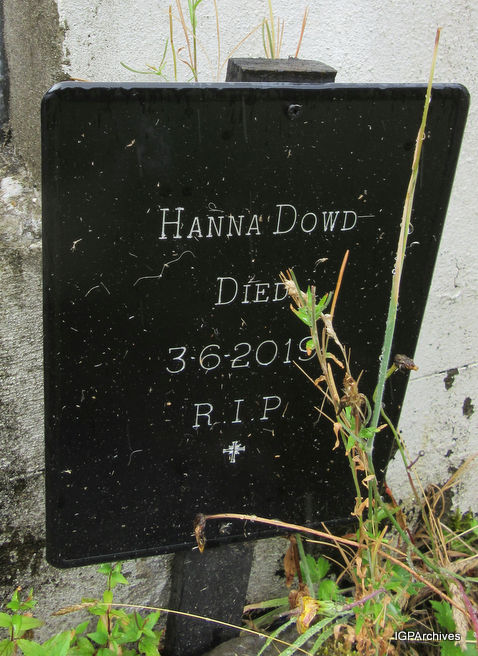 HANNA DOWD
DIED
3-6-2019
R I P
IGPArchives